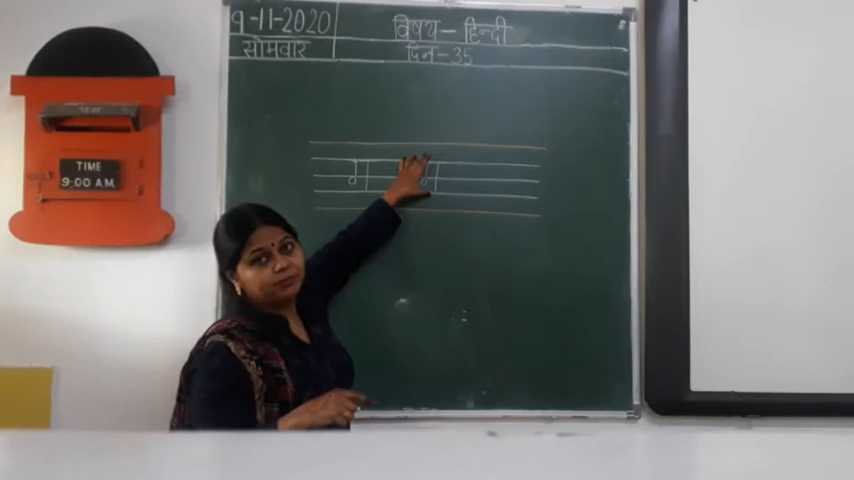 9-11-2020
विषय - हिन्दी
सोमवार
दिन - 35
TIME
9:00 A.M.